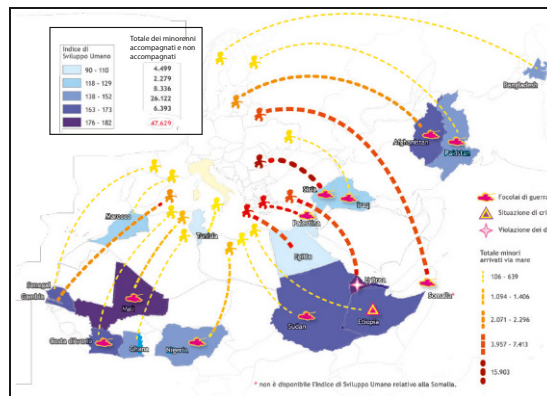 Indice di
Sviluppo Umano
Totale dei minorenni
accompagnati e non
accompagnati
90 - 110
4.499
118 - 129
2.279
138 - 152
8.336
163 - 173
26.122
176 - 182
6.393
47.629
Bangladesh
Afghanistan
Pakistan
Siria
Iraq
Palestina
Marocco
Tunisia
Egitto
Senegal
Gambia
Mali
Costa d'Avorio
Ghana
Nigeria
Sudan
Eritrea
Etiopia
Somalia*
Focolai di guerra
Situazione di cri
Violazione dei d
Totale minori
arrivati via mare
106 - 639
1.094 - 1.406
2.071 - 2.296
3.957 - 7.413
15.903
* non è disponibile l'Indice di Sviluppo Umano relative alla Somalia.